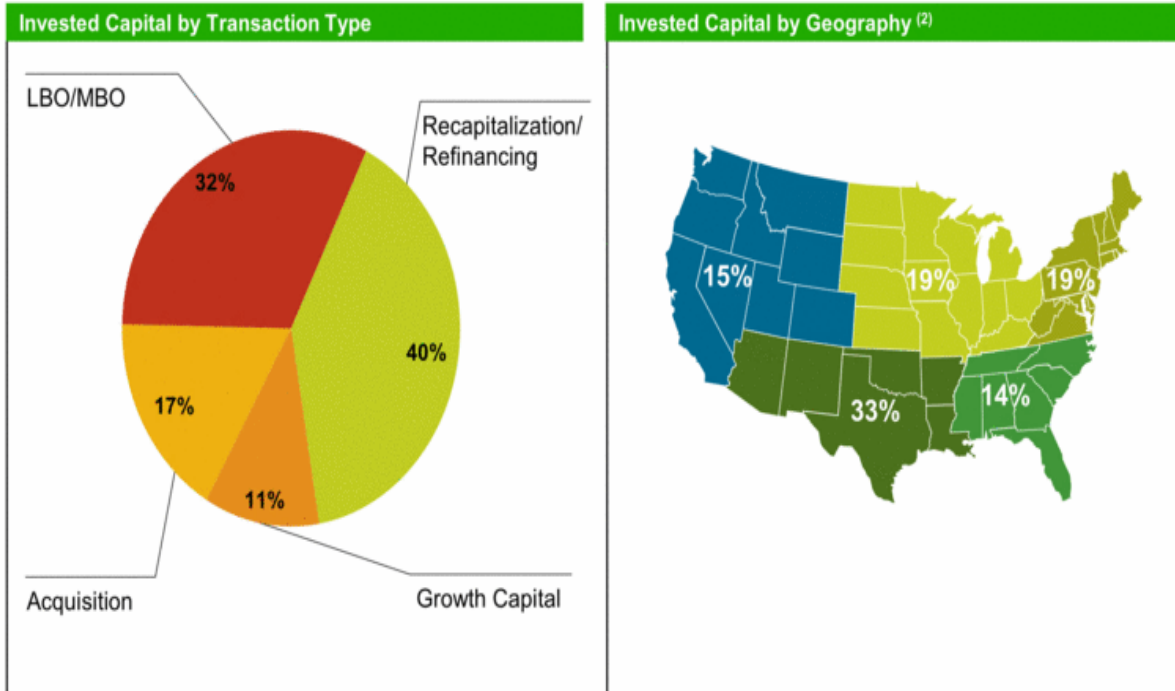 Invested Capital by Transaction Type
LBO/MBO
Recapitalization/
Refinancing
32%
40%
17%
11%
Acquisition
Growth Capital
Invested Capital by Geography (2)
15%
19%
19%
33%
14%